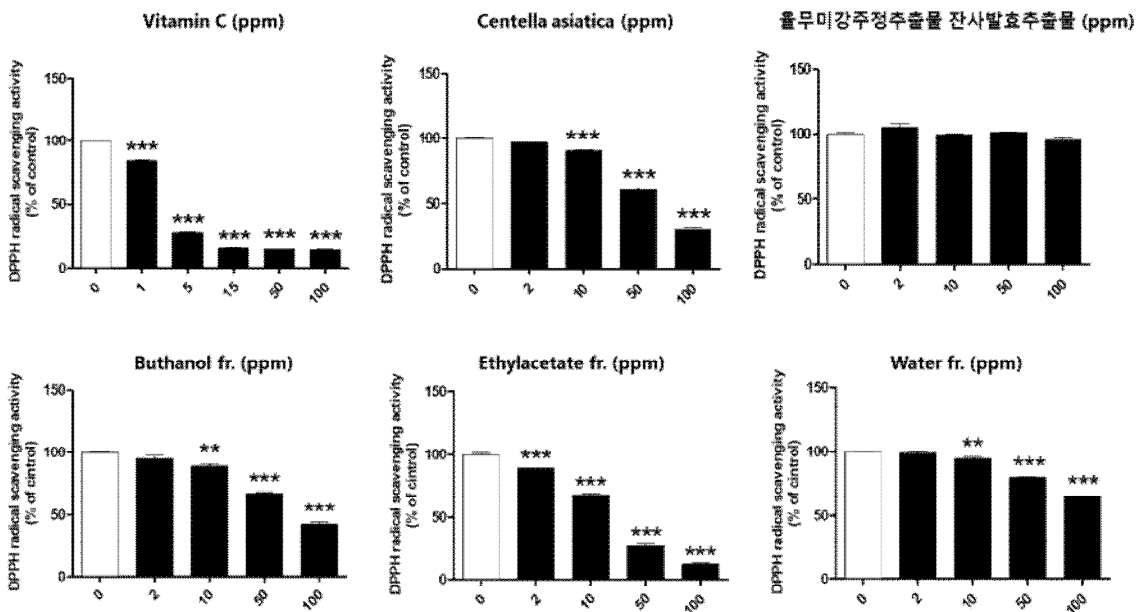 Vitamin C (ppm)
DPPH radical scavenging activity
(% of control)
150
100
50
0
***
***
***
***
***
0 1 5 15 50 100
Centella asiatica (ppm)
DPPH radical scavenging activity
(% of control)
150
100
50
0
***
***
***
0 2 10 50 100
율무미강주정추출물 잔사발효추출물 (ppm)
DPPH radical scavenging activity
(% of control)
150
100
50
0
0 2 10 50 100
Buthanol fr. (ppm)
DPPH radical scavenging activity
(% of cintrol)
150
100
50
0
**
***
***
0 2 10 50 100
Ethylacetate fr. (ppm)
DPPH radical scavenging activity
(% of cintrol)
150
100
50
0
***
***
***
***
0 2 10 50 100
Water fr. (ppm)
DPPH radical scavenging activity
(% of cintrol)
150
100
50
0
**
***
***
0 2 10 50 100